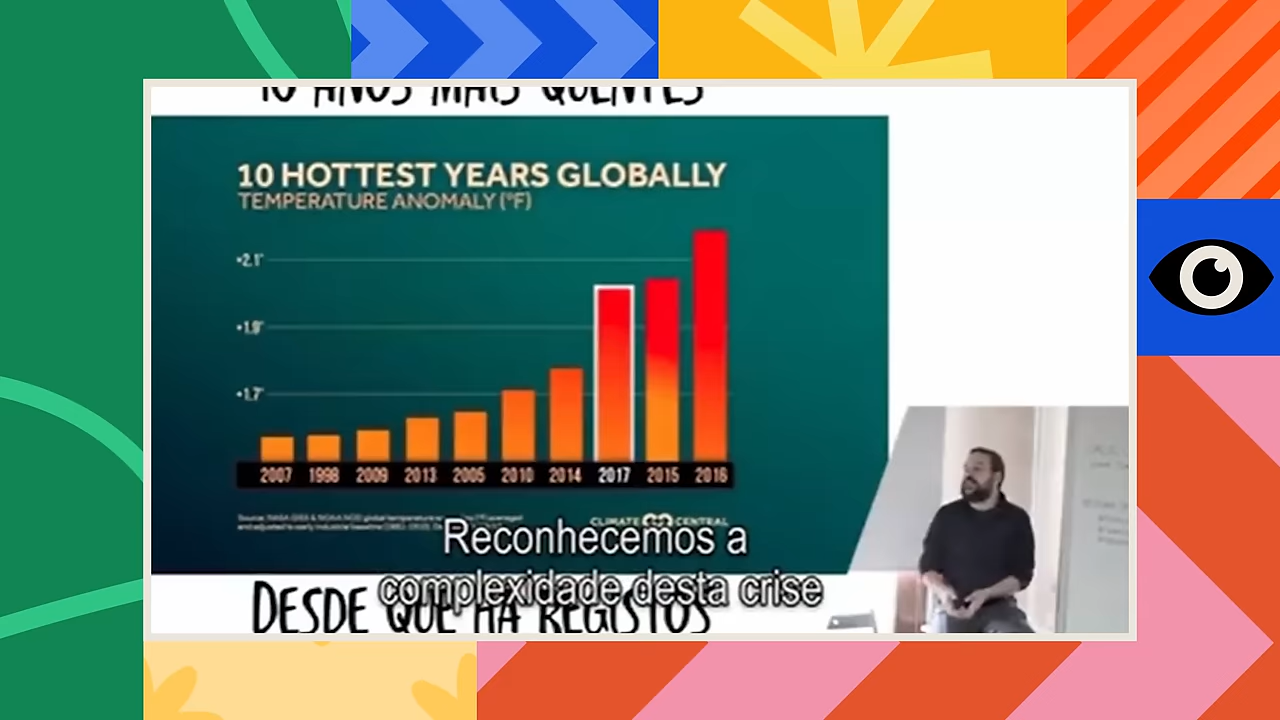 10 ANOS MAIS QUENTES
10 HOTTEST YEARS GLOBALLY
TEMPERATURE ANOMALY (°F)
+2.1°
+1.9°
+1.7°
2007 1998 2009 2013 2005 2010 2014 2017 2015 2016
CLIMATE CENTRAL
Reconhecemos a
complexidade desta crise
DESDE QUE HÁ REGISTOS